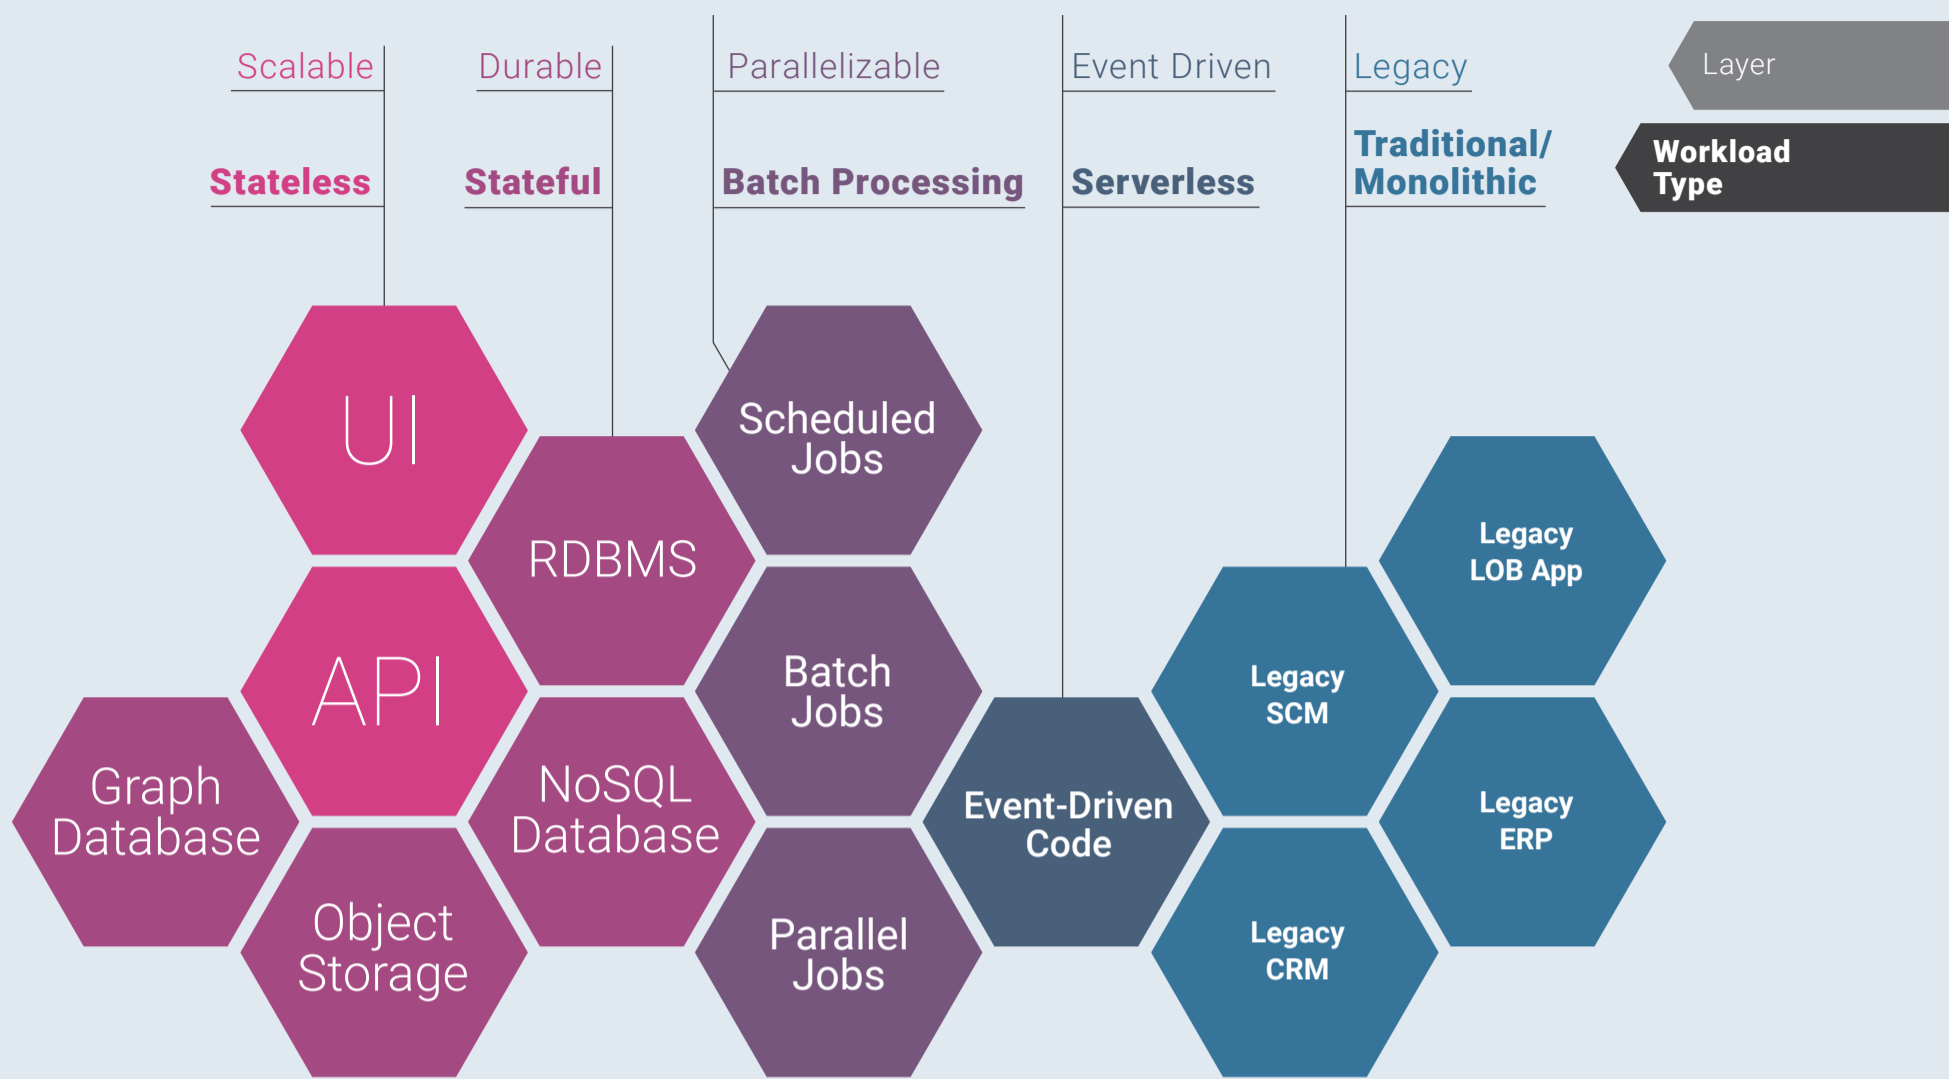 Scalable
Durable
Parallelizable
Event Driven
Legacy
Layer
Stateless
Stateful
Batch Processing
Serverless
Traditional/
Monolithic
Workload
Type
UI
Scheduled
Jobs
RDBMS
Legacy
LOB App
API
Batch
Jobs
Legacy
SCM
Graph
Database
NoSQL
Database
Event-Driven
Code
Legacy
ERP
Object
Storage
Parallel
Jobs
Legacy
CRM